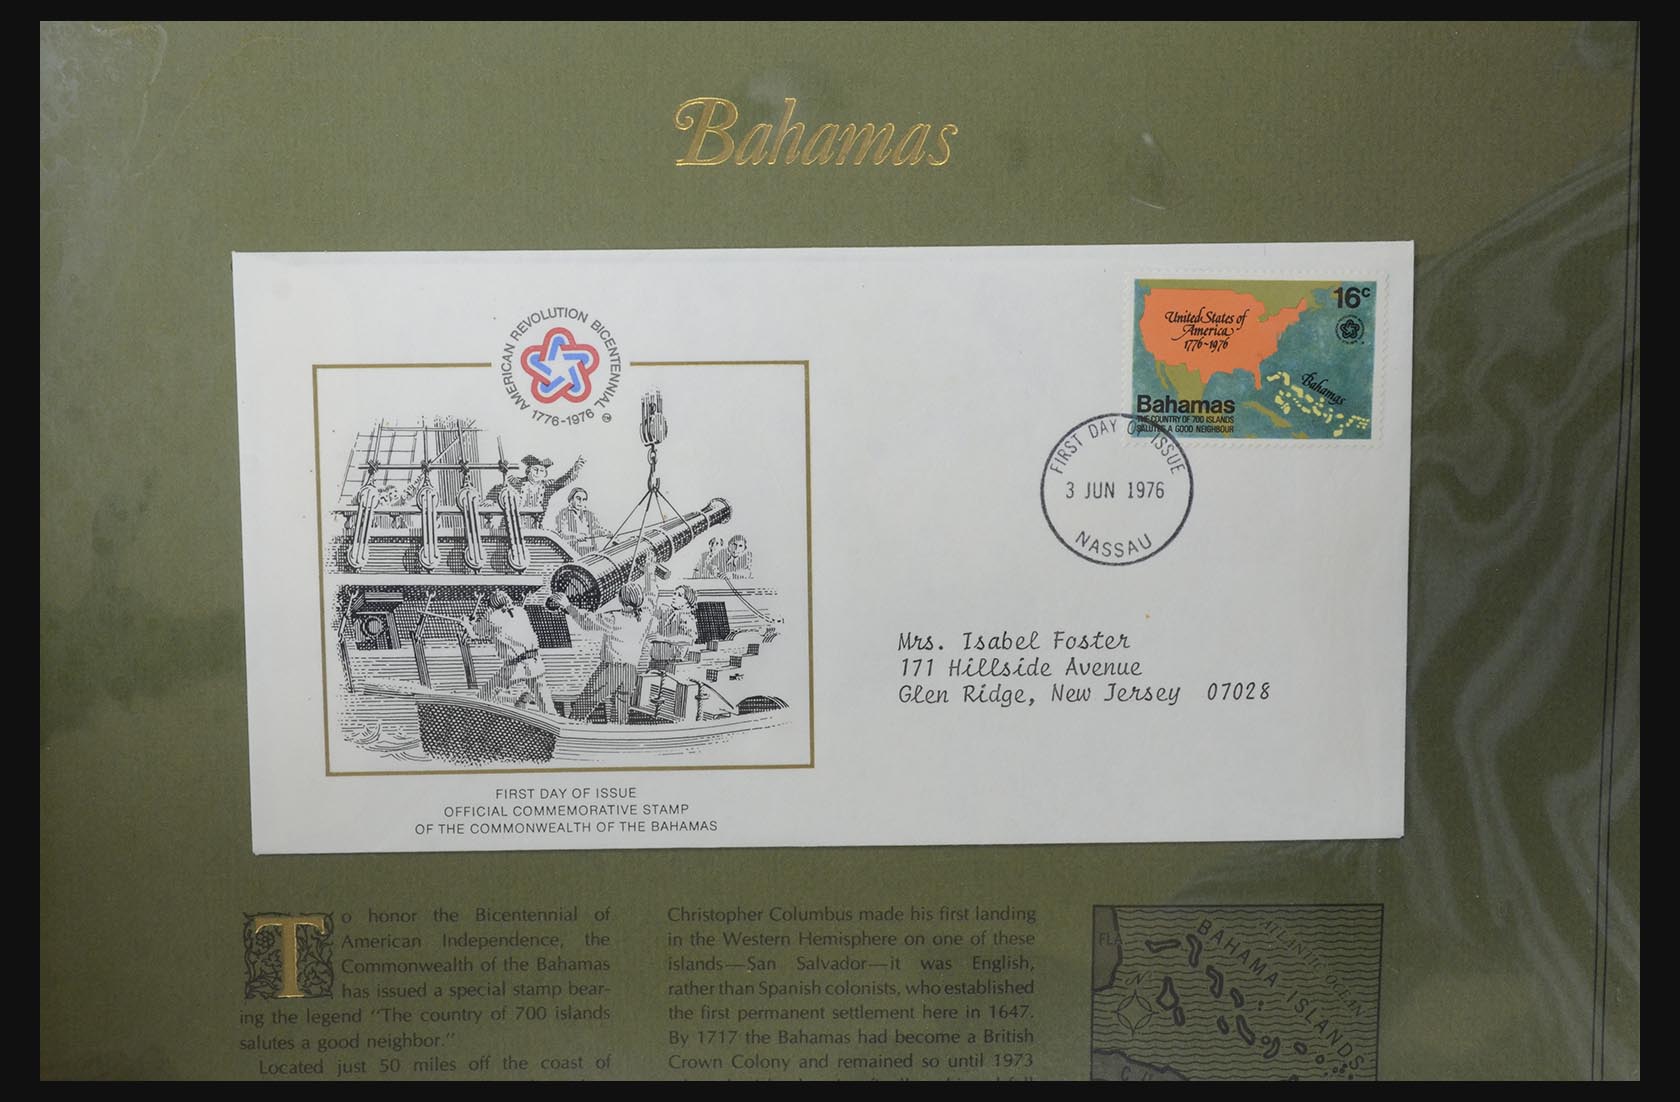 Bahamas
AMERICAN REVOLUTION BICENTENNIAL
1776-1976
16c
United States of
America
1776~1976
Bahamas
Bahamas
THE COUNTRY OF 700 ISLANDS
SALUTES A GOOD NEIGHBOUR
FIRST DAY OF ISSUE
3 JUN 1976
NASSAU
Mrs. Isabel Foster
171 Hillside Avenue
Glen Ridge, New Jersey 07028
FIRST DAY OF ISSUE
OFFICIAL COMMEMORATIVE STAMP
OF THE COMMONWEALTH OF THE BAHAMAS
To honor the Bicentennial of
American Independence, the
Commonwealth of the Bahamas
has issued a special stamp bear-
ing the legend "The country of 700 islands
salutes a good neighbor."
Located just 50 miles off the coast of
Christopher Columbus made his first landing
in the Western Hemisphere on one of these
islands—San Salvador—it was English,
rather than Spanish colonists, who established
the first permanent settlement here in 1647.
By 1717 the Bahamas had become a British
Crown Colony and remained so until 1973
FLA
ATLANTIC OCEAN
BAHAMA ISLANDS
N